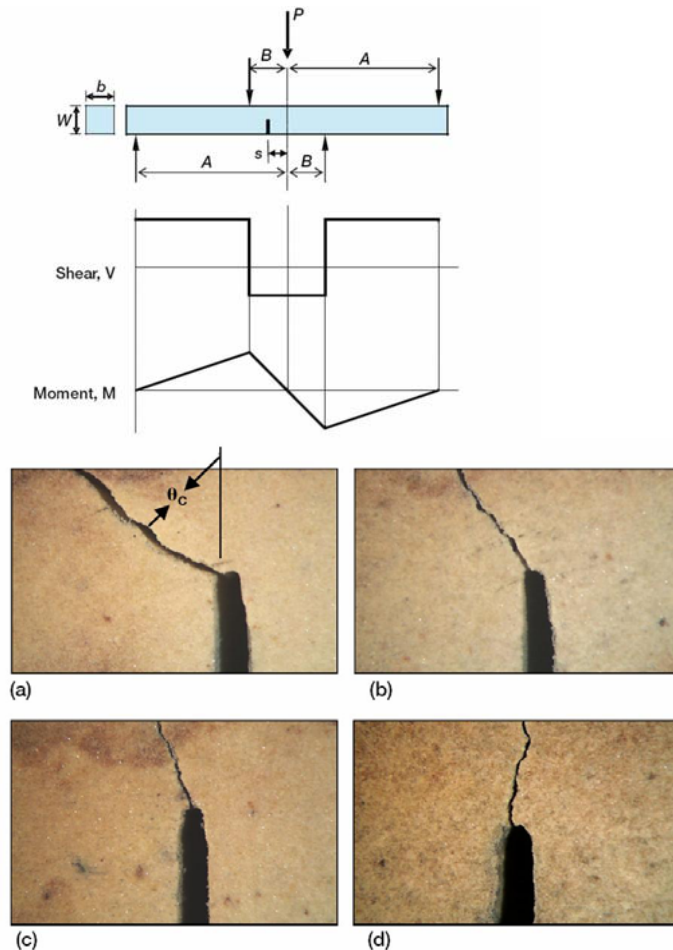 P
B A
b
W
s
A B
Shear, V
Moment, M
θc
(a) (b)
(c) (d)